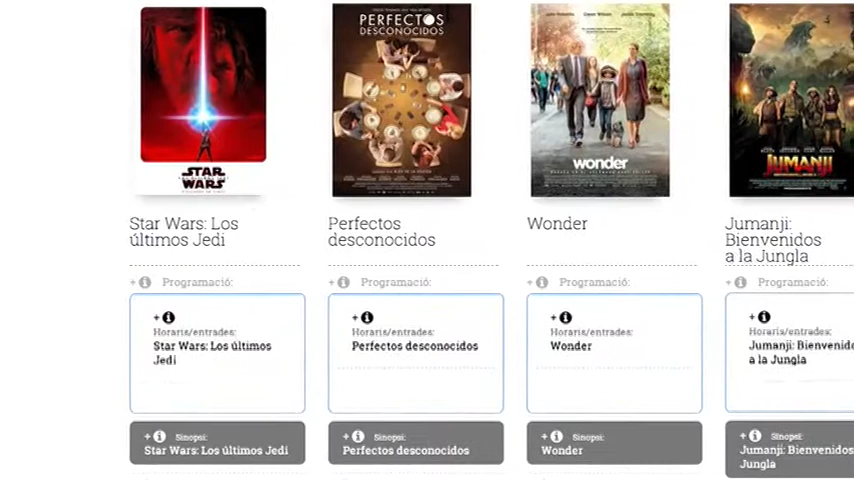 STAR
WARS
Star Wars: Los
últimos Jedi
+ i Programació:
+ i
Horaris/entrades:
Star Wars: Los últimos
Jedi
+ i Sinopsi:
Star Wars: Los últimos Jedi
PERFECTOS
DESCONOCIDOS
Perfectos
desconocidos
+ i Programació:
+ i
Horaris/entrades:
Perfectos desconocidos
+ i Sinopsi:
Perfectos desconocidos
wonder
Wonder
+ i Programació:
+ i
Horaris/entrades:
Wonder
+ i Sinopsi:
Wonder
JUMANJI
Jumanji:
Bienvenidos
a la Jungla
+ i Programació:
+ i
Horaris/entrades:
Jumanji: Bienvenido
a la Jungla
+ i Sinopsi:
Jumanji: Bienvenidos
Jungla